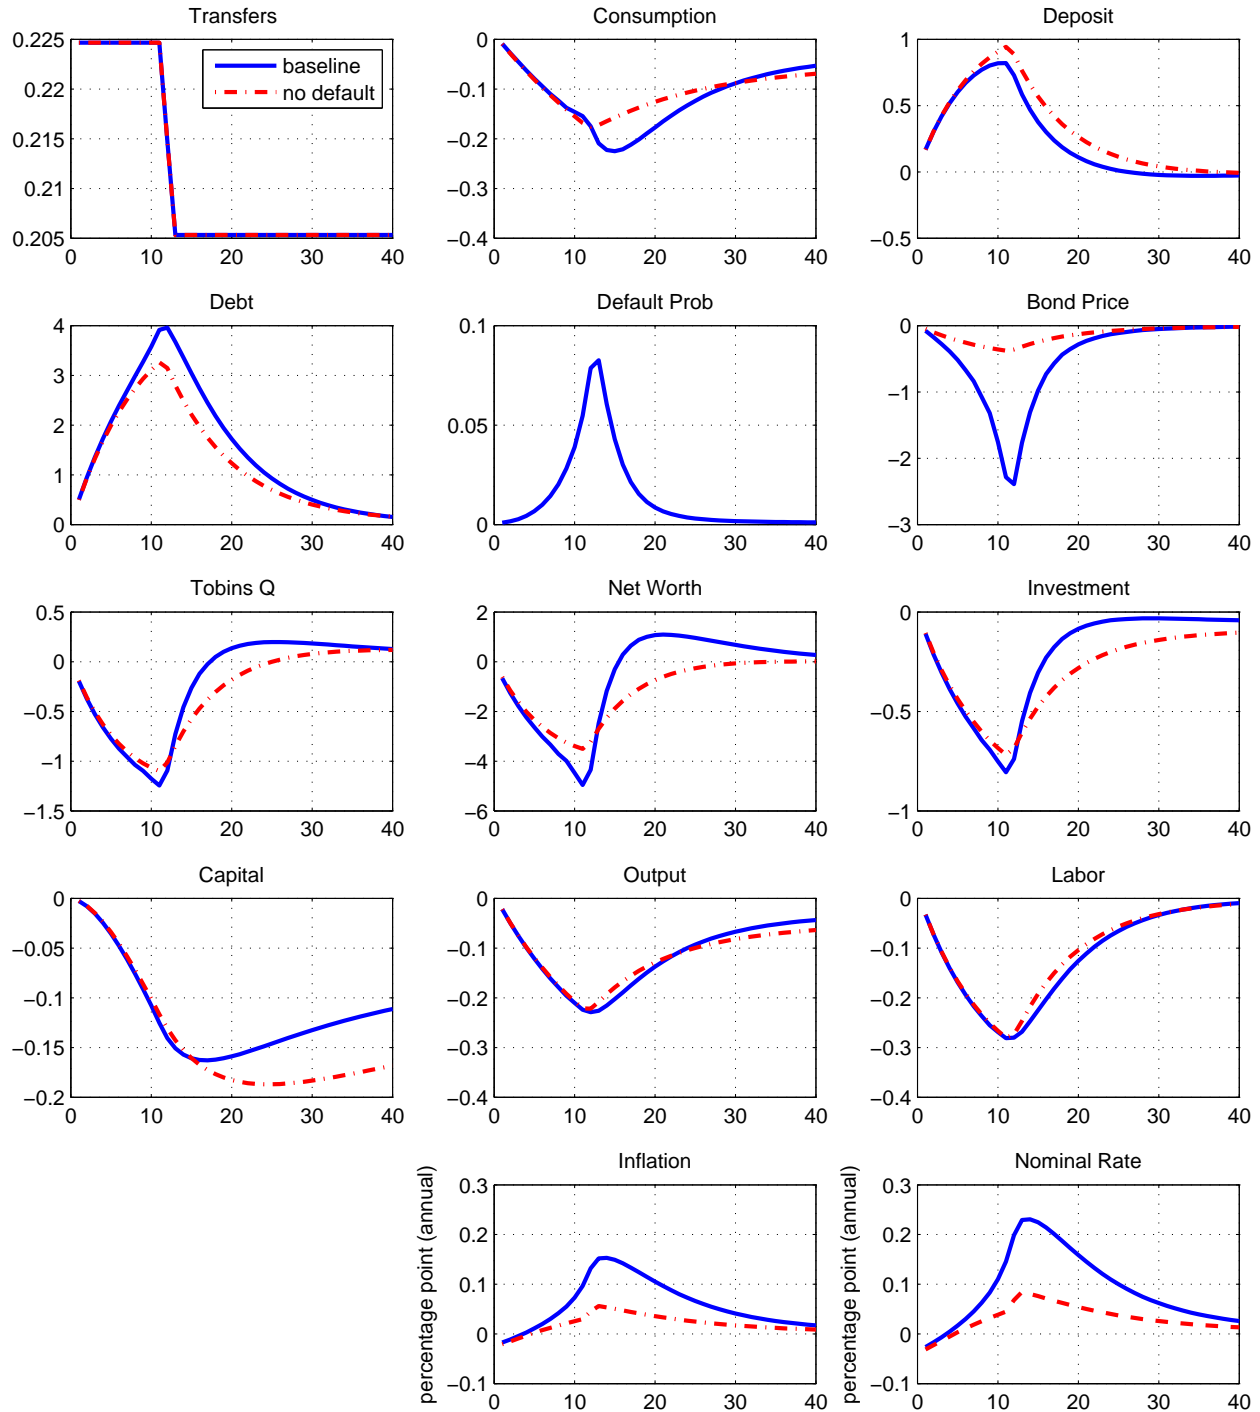 Transfers
0.225
0.22
0.215
0.21
0.205
0 10 20 30 40
baseline
no default
Consumption
0
−0.1
−0.2
−0.3
−0.4
0 10 20 30 40
Deposit
1
0.5
0
−0.5
0 10 20 30 40
Debt
4
3
2
1
0
0 10 20 30 40
Default Prob
0.1
0.05
0
0 10 20 30 40
Bond Price
0
−1
−2
−3
0 10 20 30 40
Tobins Q
0.5
0
−0.5
−1
−1.5
0 10 20 30 40
Net Worth
2
0
−2
−4
−6
0 10 20 30 40
Investment
0
−0.5
−1
0 10 20 30 40
Capital
0
−0.05
−0.1
−0.15
−0.2
0 10 20 30 40
Output
0
−0.1
−0.2
−0.3
−0.4
0 10 20 30 40
Labor
0
−0.1
−0.2
−0.3
−0.4
0 10 20 30 40
Inflation
percentage point (annual)
0.3
0.2
0.1
0
−0.1
0 10 20 30 40
Nominal Rate
percentage point (annual)
0.3
0.2
0.1
0
−0.1
0 10 20 30 40